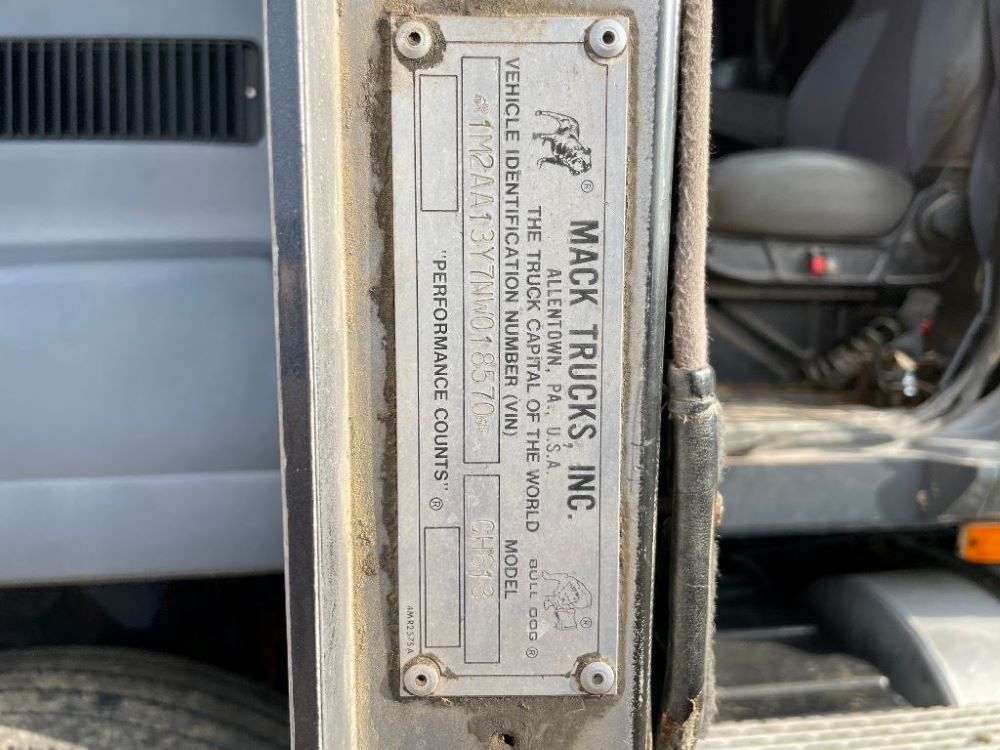 MACK TRUCKS, INC.
ALLENTOWN, PA., U.S.A.
THE TRUCK CAPITAL OF THE WORLD
BULL DOG ®
VEHICLE IDENTIFICATION NUMBER (VIN) MODEL
1M2AA13Y7NW018570 CH613
"PERFORMANCE COUNTS" ®
4MR2575A